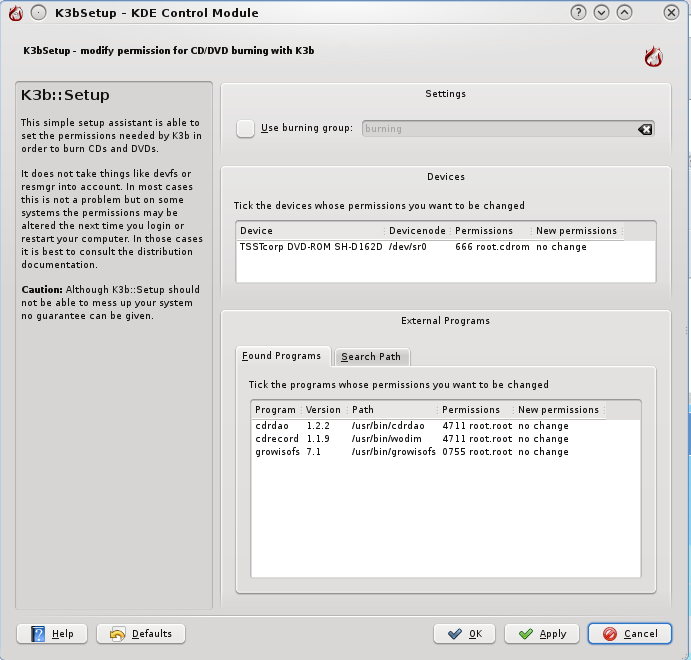 K3bSetup - KDE Control Module
K3bSetup - modify permission for CD/DVD burning with K3b
K3b::Setup
This simple setup assistant is able to
set the permissions needed by K3b in
order to burn CDs and DVDs.
It does not take things like devfs or
resmgr into account. In most cases
this is not a problem but on some
systems the permissions may be
altered the next time you login or
restart your computer. In those cases
it is best to consult the distribution
documentation.
Caution: Although K3b::Setup should
not be able to mess up your system
no guarantee can be given.
Settings
Use burning group: burning
Devices
Tick the devices whose permissions you want to be changed
Device Devicenode Permissions New permissions
TSSTcorp DVD-ROM SH-D162D /dev/sr0 666 root.cdrom no change
External Programs
Found Programs Search Path
Tick the programs whose permissions you want to be changed
Program Version Path Permissions New permissions
cdrdao 1.2.2 /usr/bin/cdrdao 4711 root.root no change
cdrecord 1.1.9 /usr/bin/wodim 4711 root.root no change
growisofs 7.1 /usr/bin/growisofs 0755 root.root no change
Help Defaults OK Apply Cancel